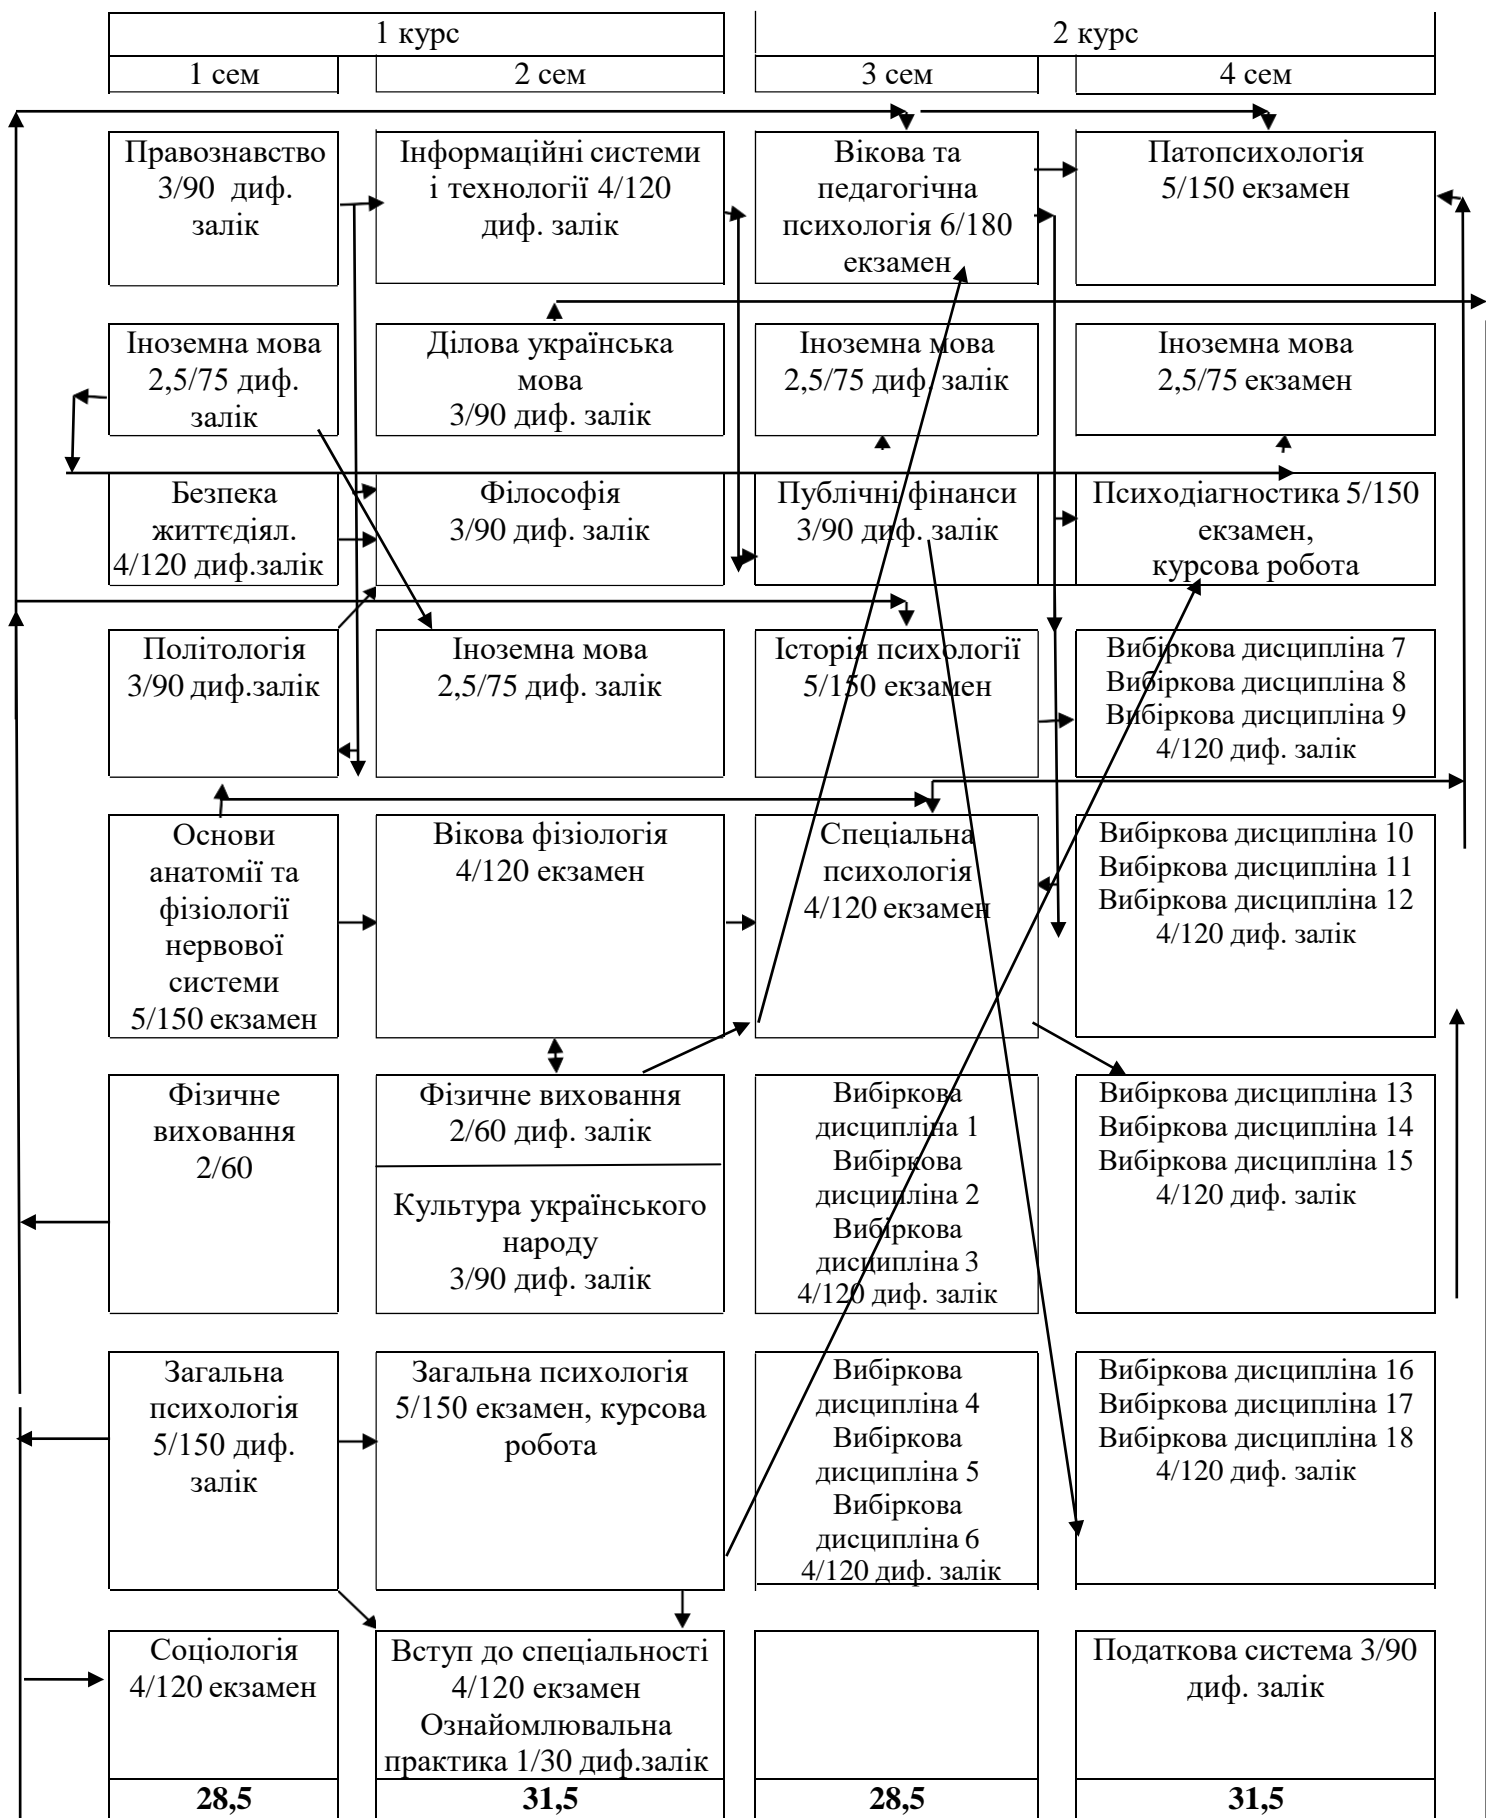 1 курс
2 курс
1 сем
2 сем
3 сем
4 сем
Правознавство
3/90 диф.
залік
Інформаційні системи
і технології 4/120
диф. залік
Вікова та
педагогічна
психологія 6/180
екзамен
Патопсихологія
5/150 екзамен
Іноземна мова
2,5/75 диф.
залік
Ділова українська
мова
3/90 диф. залік
Іноземна мова
2,5/75 диф. залік
Іноземна мова
2,5/75 екзамен
Безпека
життєдіял.
4/120 диф.залік
Філософія
3/90 диф. залік
Публічні фінанси
3/90 диф. залік
Психодіагностика 5/150
екзамен,
курсова робота
Політологія
3/90 диф.залік
Іноземна мова
2,5/75 диф. залік
Історія психології
5/150 екзамен
Вибіркова дисципліна 7
Вибіркова дисципліна 8
Вибіркова дисципліна 9
4/120 диф. залік
Основи
анатомії та
фізіології
нервової
системи
5/150 екзамен
Вікова фізіологія
4/120 екзамен
Спеціальна
психологія
4/120 екзамен
Вибіркова дисципліна 10
Вибіркова дисципліна 11
Вибіркова дисципліна 12
4/120 диф. залік
Фізичне
виховання
2/60
Фізичне виховання
2/60 диф. залік
Культура українського
народу
3/90 диф. залік
Вибіркова
дисципліна 1
Вибіркова
дисципліна 2
Вибіркова
дисципліна 3
4/120 диф. залік
Вибіркова дисципліна 13
Вибіркова дисципліна 14
Вибіркова дисципліна 15
4/120 диф. залік
Загальна
психологія
5/150 диф.
залік
Загальна психологія
5/150 екзамен, курсова
робота
Вибіркова
дисципліна 4
Вибіркова
дисципліна 5
Вибіркова
дисципліна 6
4/120 диф. залік
Вибіркова дисципліна 16
Вибіркова дисципліна 17
Вибіркова дисципліна 18
4/120 диф. залік
Соціологія
4/120 екзамен
Вступ до спеціальності
4/120 екзамен
Ознайомлювальна
практика 1/30 диф.залік
Податкова система 3/90
диф. залік
28,5
31,5
28,5
31,5